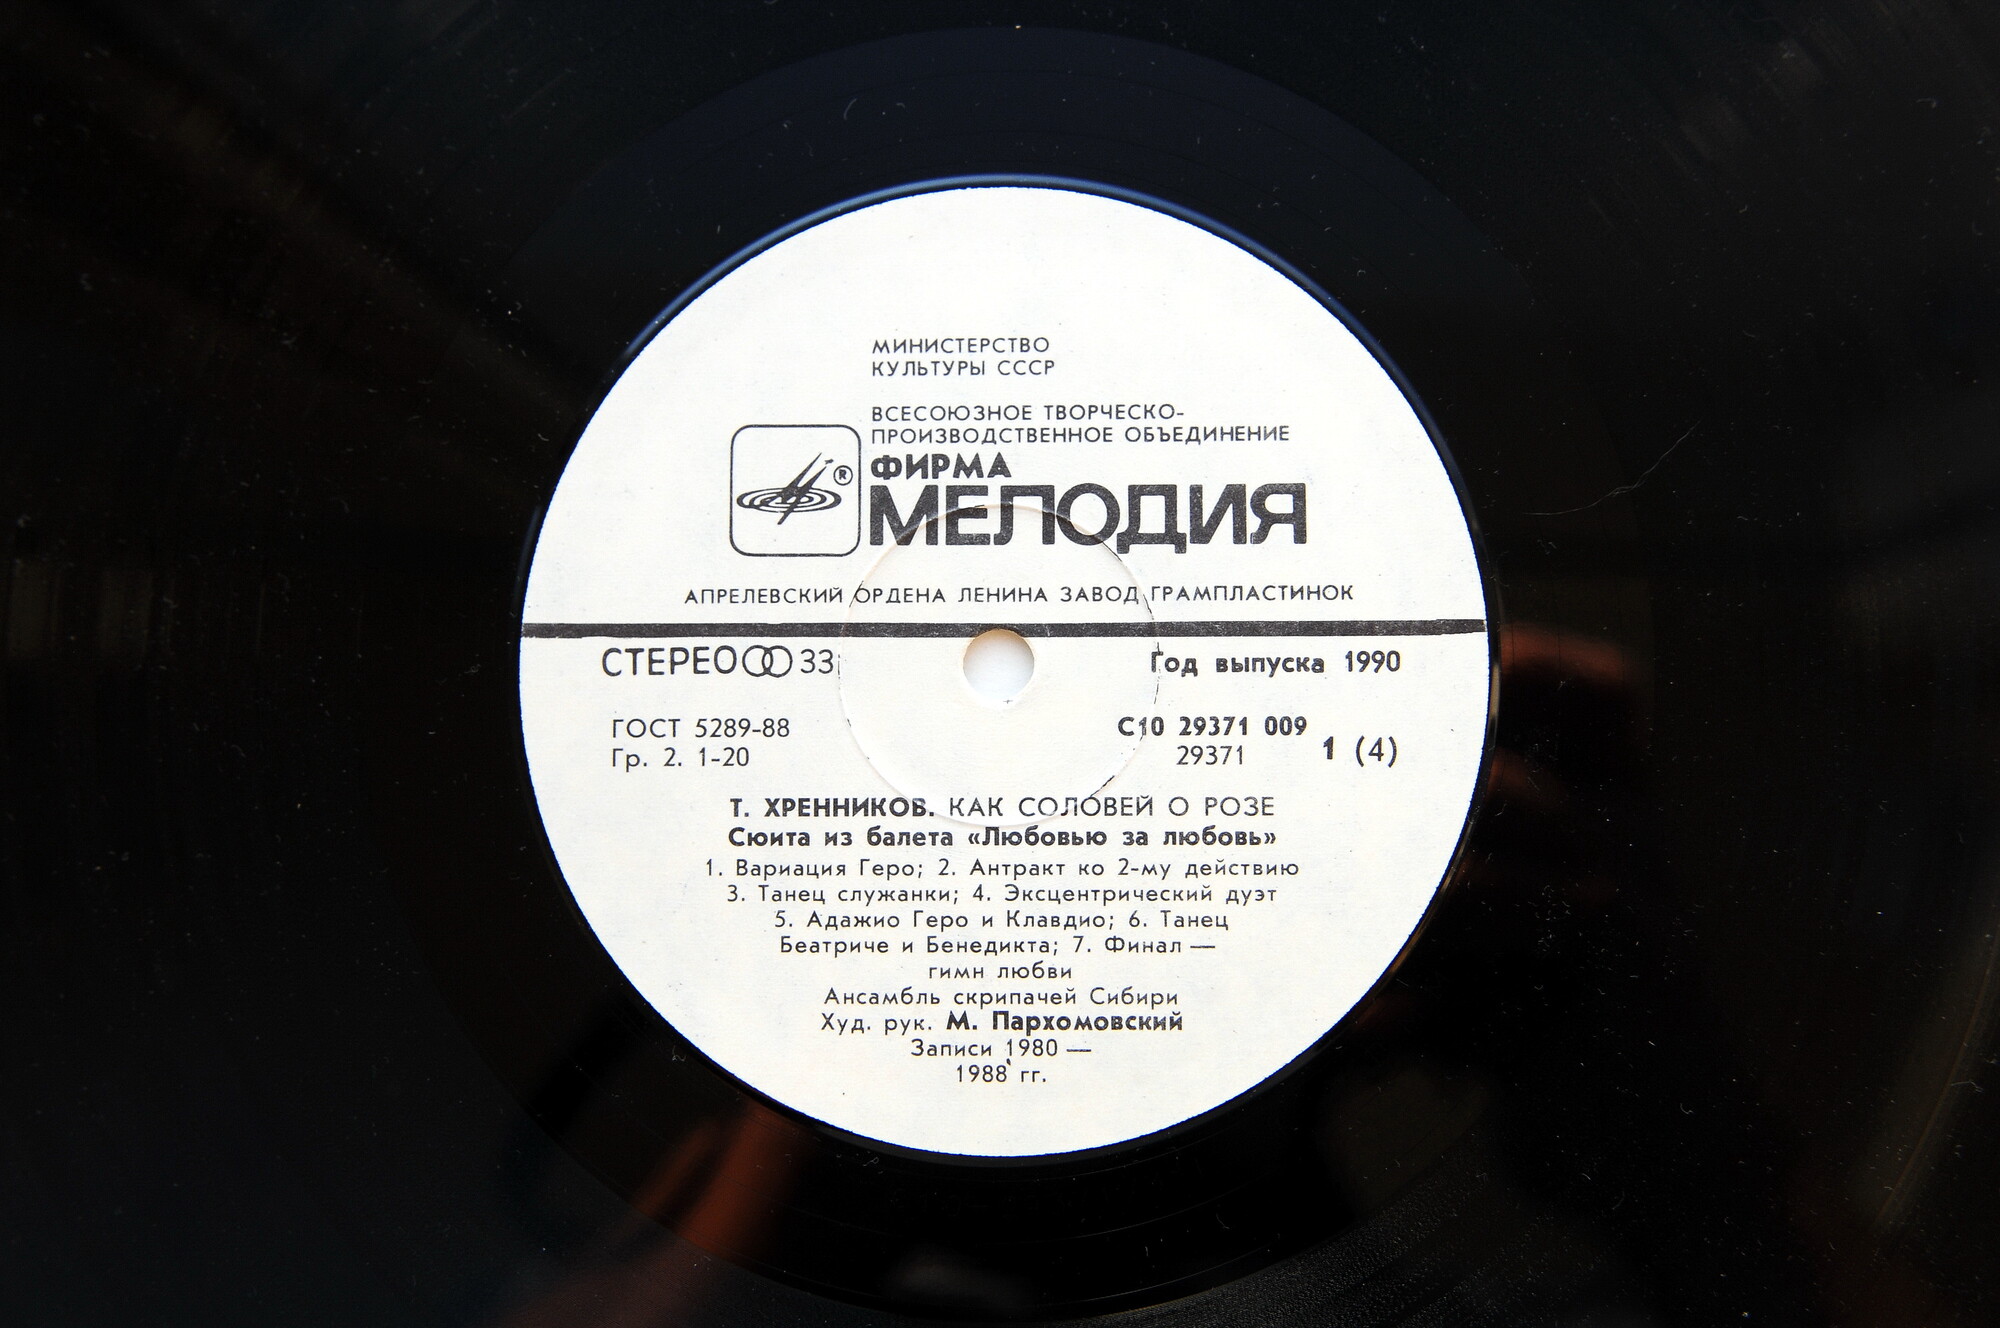 МИНИСТЕРСТВО
КУЛЬТУРЫ СССР
ВСЕСОЮЗНОЕ ТВОРЧЕСКО-
ПРОИЗВОДСТВЕННОЕ ОБЪЕДИНЕНИЕ
®
ФИРМА
МЕЛОДИЯ
АПРЕЛЕВСКИЙ ОРДЕНА ЛЕНИНА ЗАВОД ГРАМПЛАСТИНОК
СТЕРЕО 33
Год выпуска 1990
ГОСТ 5289-88
Гр. 2. 1-20
С10 29371 009
29371
1 (4)
Т. ХРЕННИКОВ. КАК СОЛОВЕЙ О РОЗЕ
Сюита из балета «Любовью за любовь»
1. Вариация Геро; 2. Антракт ко 2-му действию
3. Танец служанки; 4. Эксцентрический дуэт
5. Адажио Геро и Клавдио; 6. Танец
Беатриче и Бенедикта; 7. Финал —
гимн любви
Ансамбль скрипачей Сибири
Худ. рук. М. Пархомовский
Записи 1980 —
1988 гг.